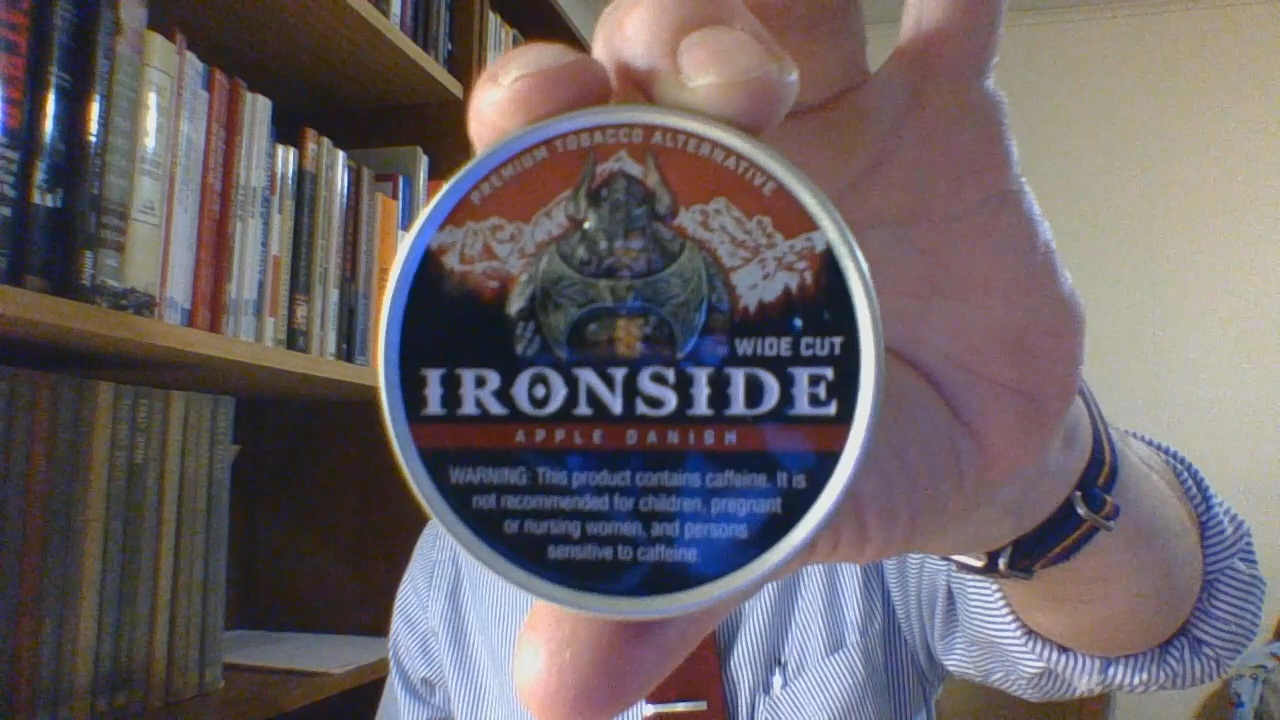 PREMIUM TOBACCO ALTERNATIVE
WIDE CUT
IRONSIDE
APPLE DANISH
WARNING: This product contains caffeine. It is
not recommended for children, pregnant
or nursing women, and persons
sensitive to caffeine.